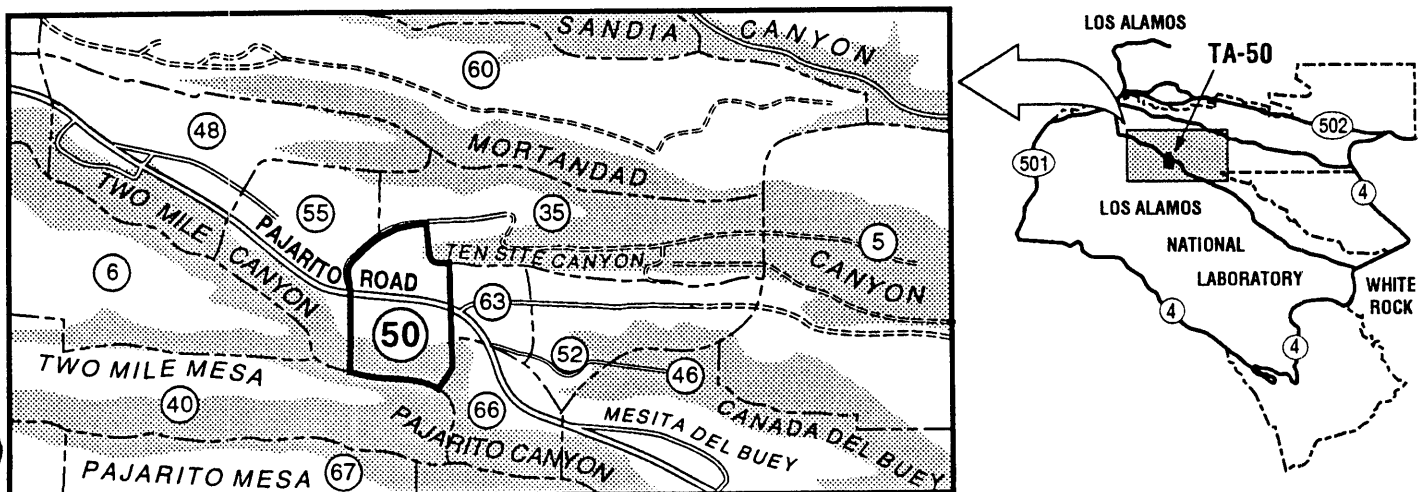 SANDIA CANYON
60
48
MORTANDAD CANYON
TWO MILE CANYON
55
35
5
PAJARITO ROAD
TEN SITE CANYON
6
63
50
52
46
TWO MILE MESA
40
66
MESITA DEL BUEY
CANADA DEL BUEY
PAJARITO CANYON
PAJARITO MESA
67
LOS ALAMOS
TA-50
502
501
4
LOS ALAMOS
NATIONAL
LABORATORY
WHITE
ROCK
4
4